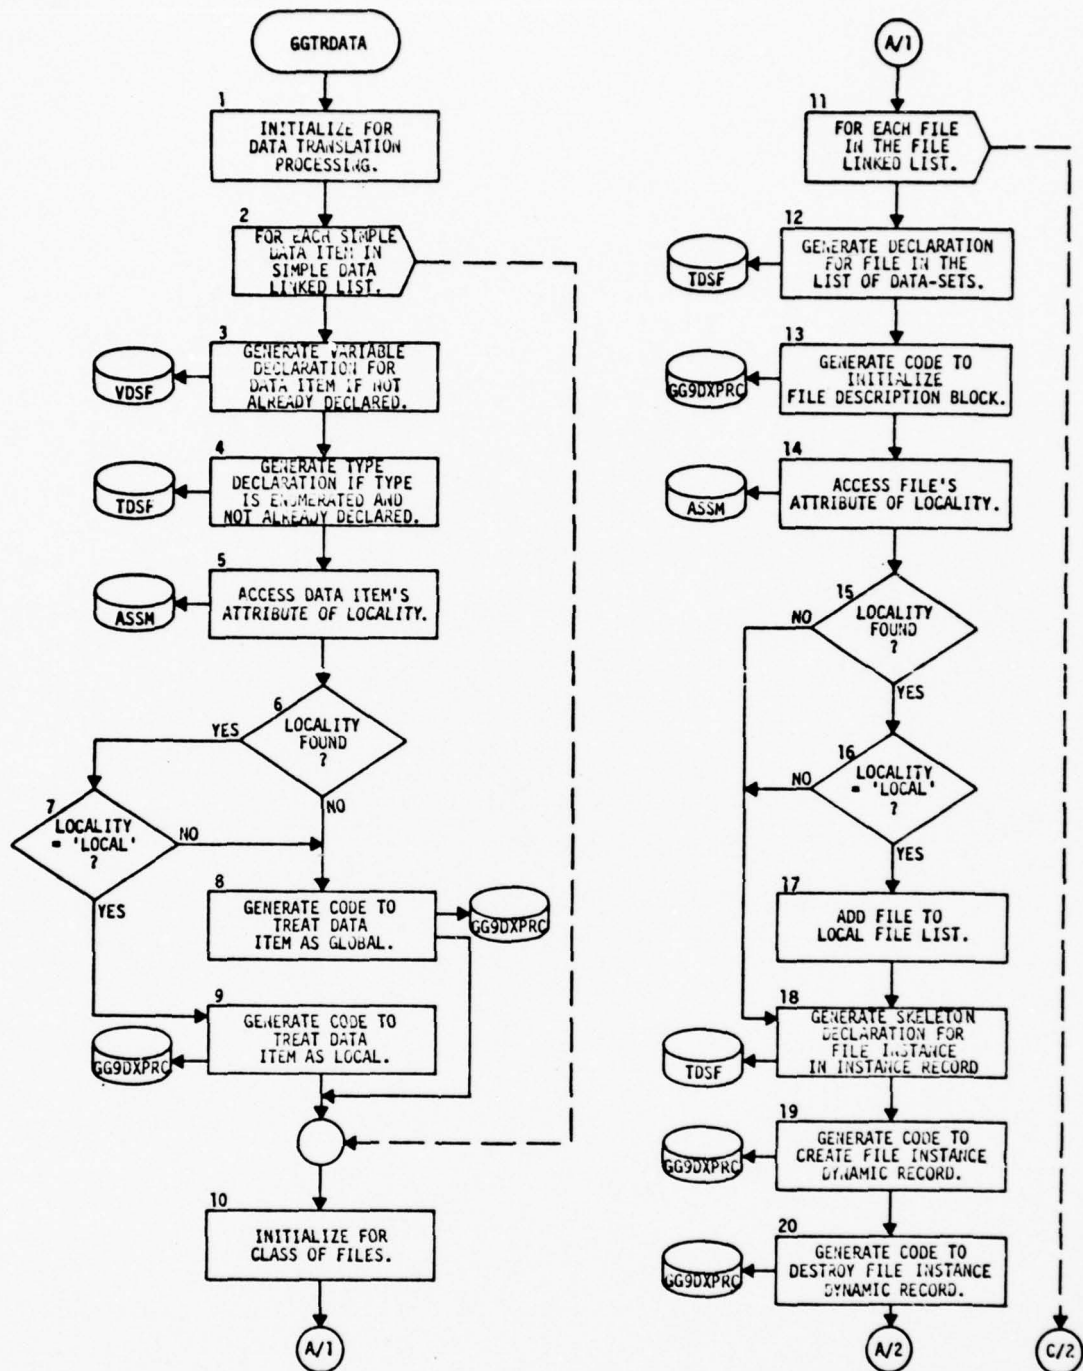 GGTRDATA
1
INITIALIZE FOR
DATA TRANSLATION
PROCESSING.
2
FOR EACH SIMPLE
DATA ITEM IN
SIMPLE DATA
LINKED LIST.
3
GENERATE VARIABLE
DECLARATION FOR
DATA ITEM IF NOT
ALREADY DECLARED.
VDSF
4
GENERATE TYPE
DECLARATION IF TYPE
IS ENUMERATED AND
NOT ALREADY DECLARED.
TDSF
5
ACCESS DATA ITEM'S
ATTRIBUTE OF LOCALITY.
ASSM
6
LOCALITY
FOUND
?
YES
NO
7
LOCALITY
= 'LOCAL'
?
NO
YES
8
GENERATE CODE TO
TREAT DATA
ITEM AS GLOBAL.
GG9DXPRC
9
GENERATE CODE TO
TREAT DATA
ITEM AS LOCAL.
GG9DXPRC
10
INITIALIZE FOR
CLASS OF FILES.
A/1
A/1
11
FOR EACH FILE
IN THE FILE
LINKED LIST.
12
GENERATE DECLARATION
FOR FILE IN THE
LIST OF DATA-SETS.
TDSF
13
GENERATE CODE TO
INITIALIZE
FILE DESCRIPTION BLOCK.
GG9DXPRC
14
ACCESS FILE'S
ATTRIBUTE OF LOCALITY.
ASSM
15
LOCALITY
FOUND
?
NO
YES
16
LOCALITY
= 'LOCAL'
?
NO
YES
17
ADD FILE TO
LOCAL FILE LIST.
18
GENERATE SKELETON
DECLARATION FOR
FILE INSTANCE
IN INSTANCE RECORD
TDSF
19
GENERATE CODE TO
CREATE FILE INSTANCE
DYNAMIC RECORD.
GG9DXPRC
20
GENERATE CODE TO
DESTROY FILE INSTANCE
DYNAMIC RECORD.
GG9DXPRC
A/2
C/2